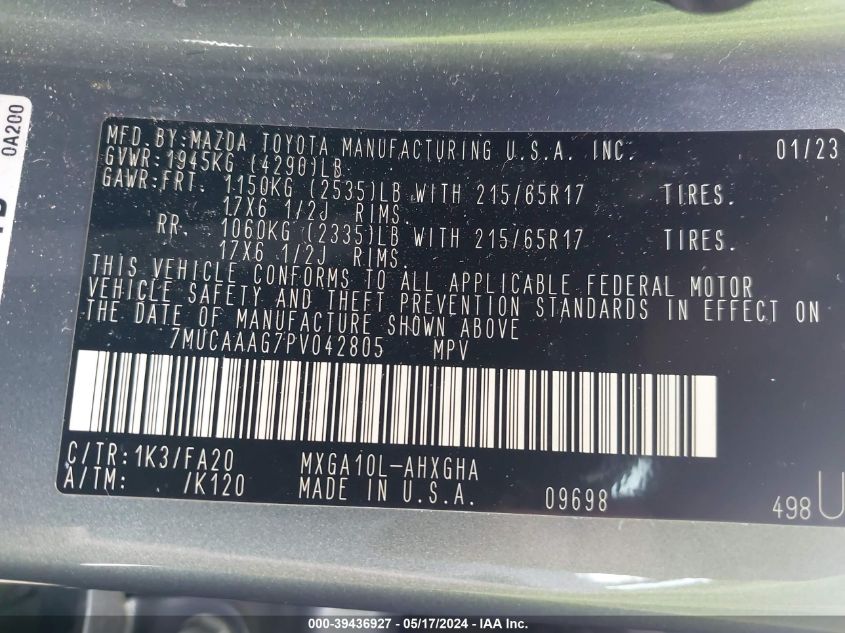 0A200
MFD.BY:MAZDA TOYOTA MANUFACTURING U.S.A. INC. 01/23
GVWR:1945KG (4290)LB
GAWR:FRT. 1150KG (2535)LB WITH 215/65R17 TIRES.
17X6 1/2J RIMS.
RR. 1060KG (2335)LB WITH 215/65R17 TIRES.
17X6 1/2J RIMS.
THIS VEHICLE CONFORMS TO ALL APPLICABLE FEDERAL MOTOR
VEHICLE SAFETY AND THEFT PREVENTION STANDARDS IN EFFECT ON
THE DATE OF MANUFACTURE SHOWN ABOVE
7MUCAAAG7PV042805 MPV
C/TR:1K3/FA20 MXGA10L-AHXGHA
A/TM: /K120 MADE IN U.S.A. 09698 498 U
000-39436927 - 05/17/2024 - IAA Inc.